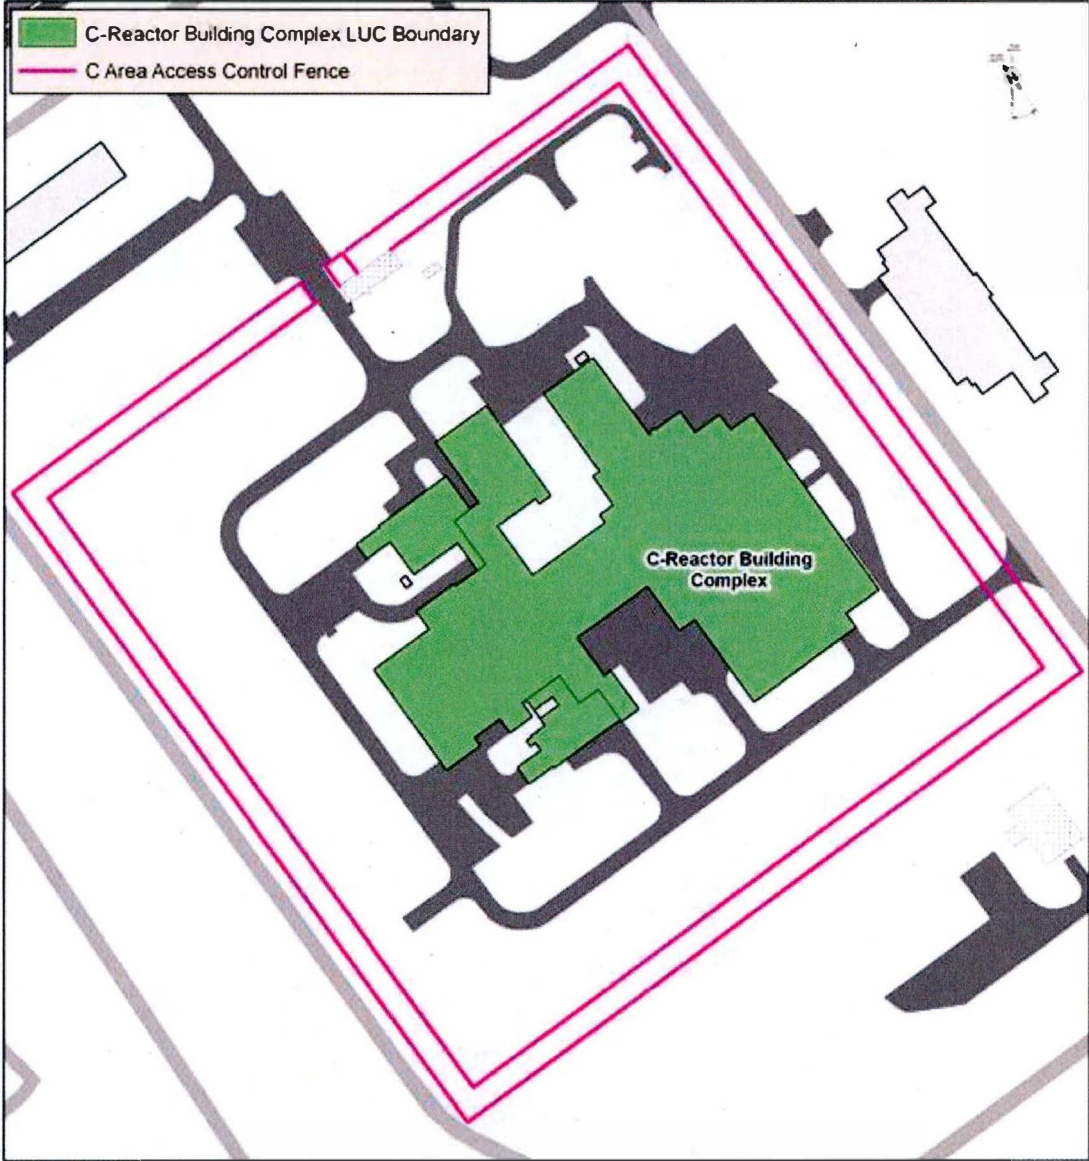 C-Reactor Building Complex LUC Boundary
C Area Access Control Fence
C-Reactor Building
Complex